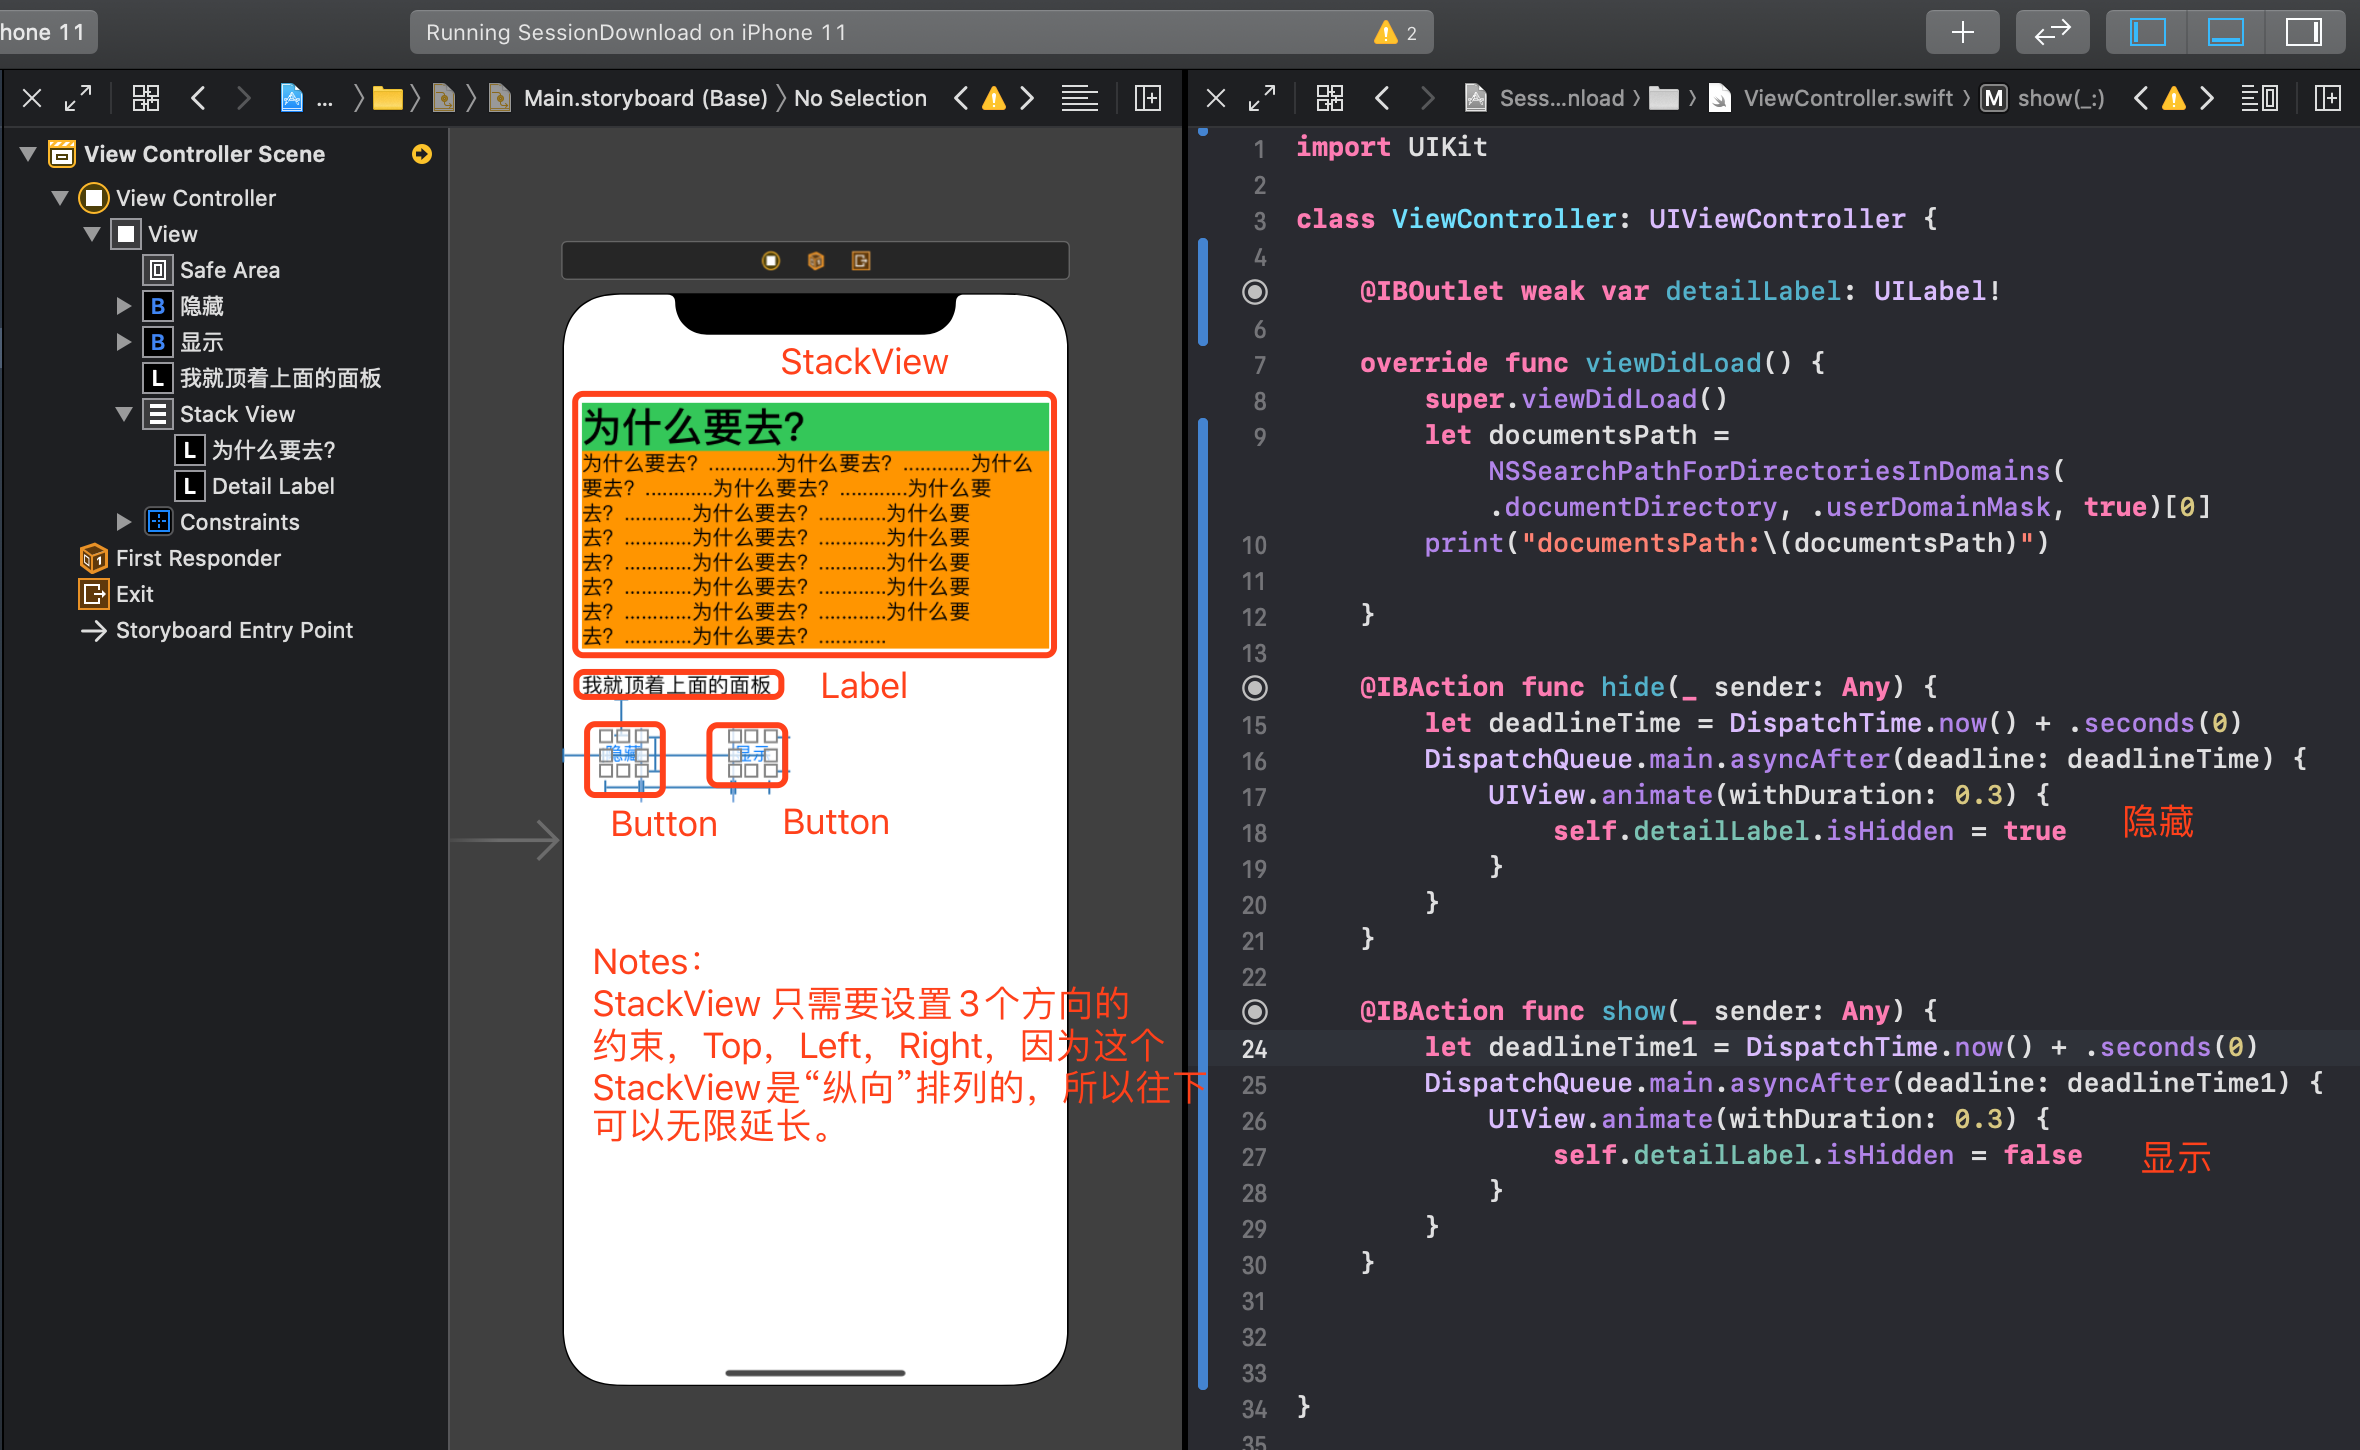 hone 11
Running SessionDownload on iPhone 11
2
...
Main.storyboard (Base)
No Selection
Sess...nload
ViewController.swift
M
show(_:)
View Controller Scene
View Controller
View
Safe Area
B 隐藏
B 显示
L 我就顶着上面的面板
Stack View
L 为什么要去?
L Detail Label
Constraints
First Responder
Exit
Storyboard Entry Point
StackView
为什么要去?
为什么要去? ............为什么要去? ............为什么
要去? ............为什么要去? ............为什么要
去? ............为什么要去? ............为什么要
去? ............为什么要去? ............为什么要
去? ............为什么要去? ............为什么要
去? ............为什么要去? ............为什么要
去? ............为什么要去? ............为什么要
去? ............为什么要去? ............
我就顶着上面的面板
Label
隐藏
显示
Button
Button
Notes：
StackView 只需要设置3个方向的
约束，Top，Left，Right，因为这个
StackView是“纵向”排列的，所以往下
可以无限延长。
1 import UIKit
2
3 class ViewController: UIViewController {
4
@IBOutlet weak var detailLabel: UILabel!
6
7 override func viewDidLoad() {
8 super.viewDidLoad()
9 let documentsPath =
NSSearchPathForDirectoriesInDomains(
.documentDirectory, .userDomainMask, true)[0]
10 print("documentsPath:\(documentsPath)")
11
12 }
13
@IBAction func hide(_ sender: Any) {
15 let deadlineTime = DispatchTime.now() + .seconds(0)
16 DispatchQueue.main.asyncAfter(deadline: deadlineTime) {
17 UIView.animate(withDuration: 0.3) {
18 self.detailLabel.isHidden = true
隐藏
19 }
20 }
21 }
22
@IBAction func show(_ sender: Any) {
24 let deadlineTime1 = DispatchTime.now() + .seconds(0)
25 DispatchQueue.main.asyncAfter(deadline: deadlineTime1) {
26 UIView.animate(withDuration: 0.3) {
27 self.detailLabel.isHidden = false
显示
28 }
29 }
30 }
31
32
33
34 }
35